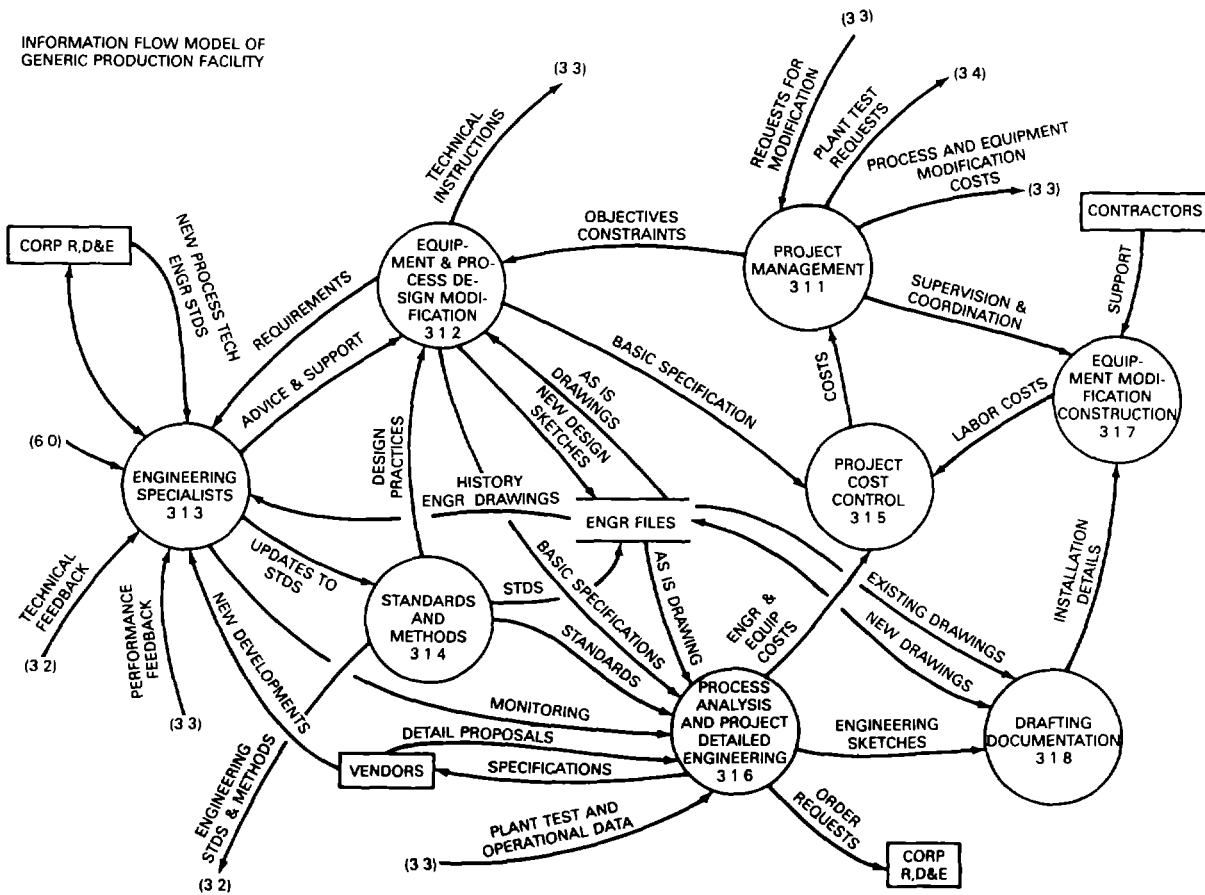 INFORMATION FLOW MODEL OF
GENERIC PRODUCTION FACILITY
(3 3)
(3 3)
(3 4)
REQUESTS FOR
MODIFICATION
PLANT TEST
REQUESTS
PROCESS AND EQUIPMENT
MODIFICATION
COSTS
(3 3)
TECHNICAL
INSTRUCTIONS
CORP R,D&E
NEW PROCESS TECH
ENGR STDS
CONTRACTORS
SUPPORT
OBJECTIVES
CONSTRAINTS
EQUIP-
MENT & PRO-
CESS DE-
SIGN MODI-
FICATION
3 1 2
PROJECT
MANAGEMENT
3 1 1
REQUIREMENTS
ADVICE & SUPPORT
BASIC SPECIFICATION
SUPERVISION &
COORDINATION
COSTS
LABOR COSTS
EQUIP-
MENT MODI-
FICATION
CONSTRUCTION
3 1 7
AS IS
DRAWINGS
NEW DESIGN
SKETCHES
DESIGN
PRACTICES
(6 0)
ENGINEERING
SPECIALISTS
3 1 3
HISTORY
ENGR DRAWINGS
ENGR FILES
PROJECT
COST
CONTROL
3 1 5
UPDATES TO
STDS
TECHNICAL
FEEDBACK
(3 2)
PERFORMANCE
FEEDBACK
(3 3)
NEW DEVELOPMENTS
STANDARDS
AND
METHODS
3 1 4
STDS
STANDARDS
BASIC SPECIFICATIONS
AS IS DRAWING
ENGR &
EQUIP
COSTS
EXISTING DRAWINGS
NEW DRAWINGS
INSTALLATION
DETAILS
MONITORING
DETAIL PROPOSALS
VENDORS
SPECIFICATIONS
PROCESS
ANALYSIS
AND PROJECT
DETAILED
ENGINEERING
3 1 6
ENGINEERING
SKETCHES
DRAFTING
DOCUMENTATION
3 1 8
ENGINEERING
STDS & METHODS
(3 2)
PLANT TEST AND
OPERATIONAL DATA
(3 3)
ORDER
REQUESTS
CORP
R,D&E